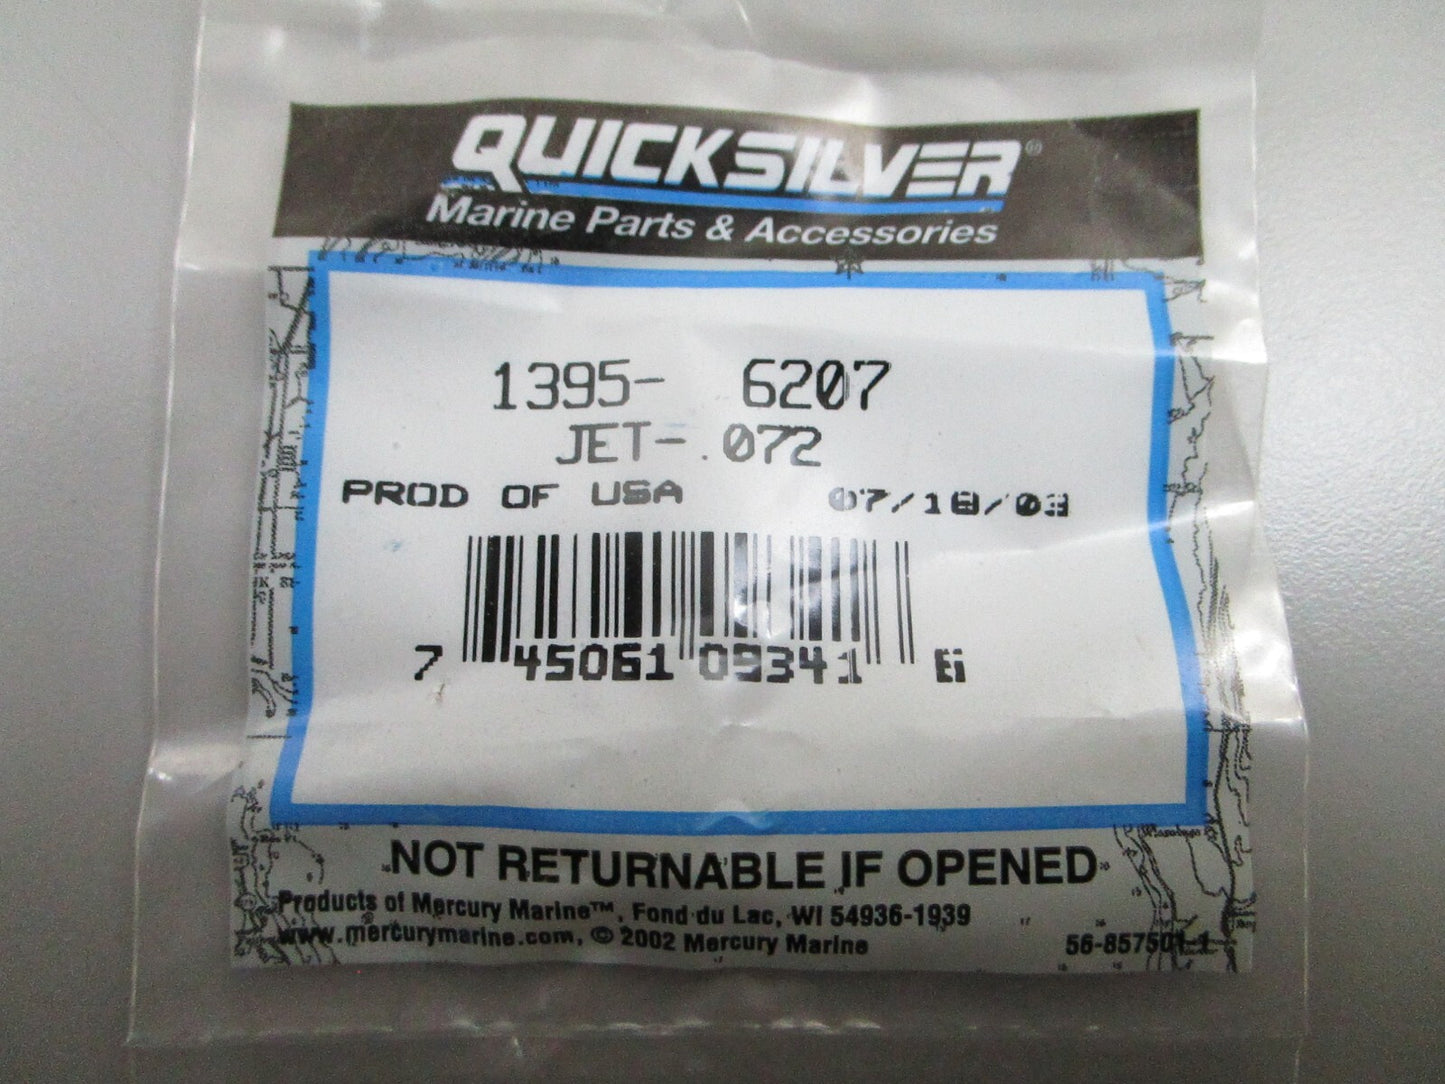 QUICKSILVER®
Marine Parts & Accessories
1395- 6207
JET-.072
PROD OF USA 07/18/03
7 45061 09341
NOT RETURNABLE IF OPENED
Products of Mercury Marine™, Fond du Lac, WI 54936-1939
www.mercurymarine.com, © 2002 Mercury Marine 56-857501-1